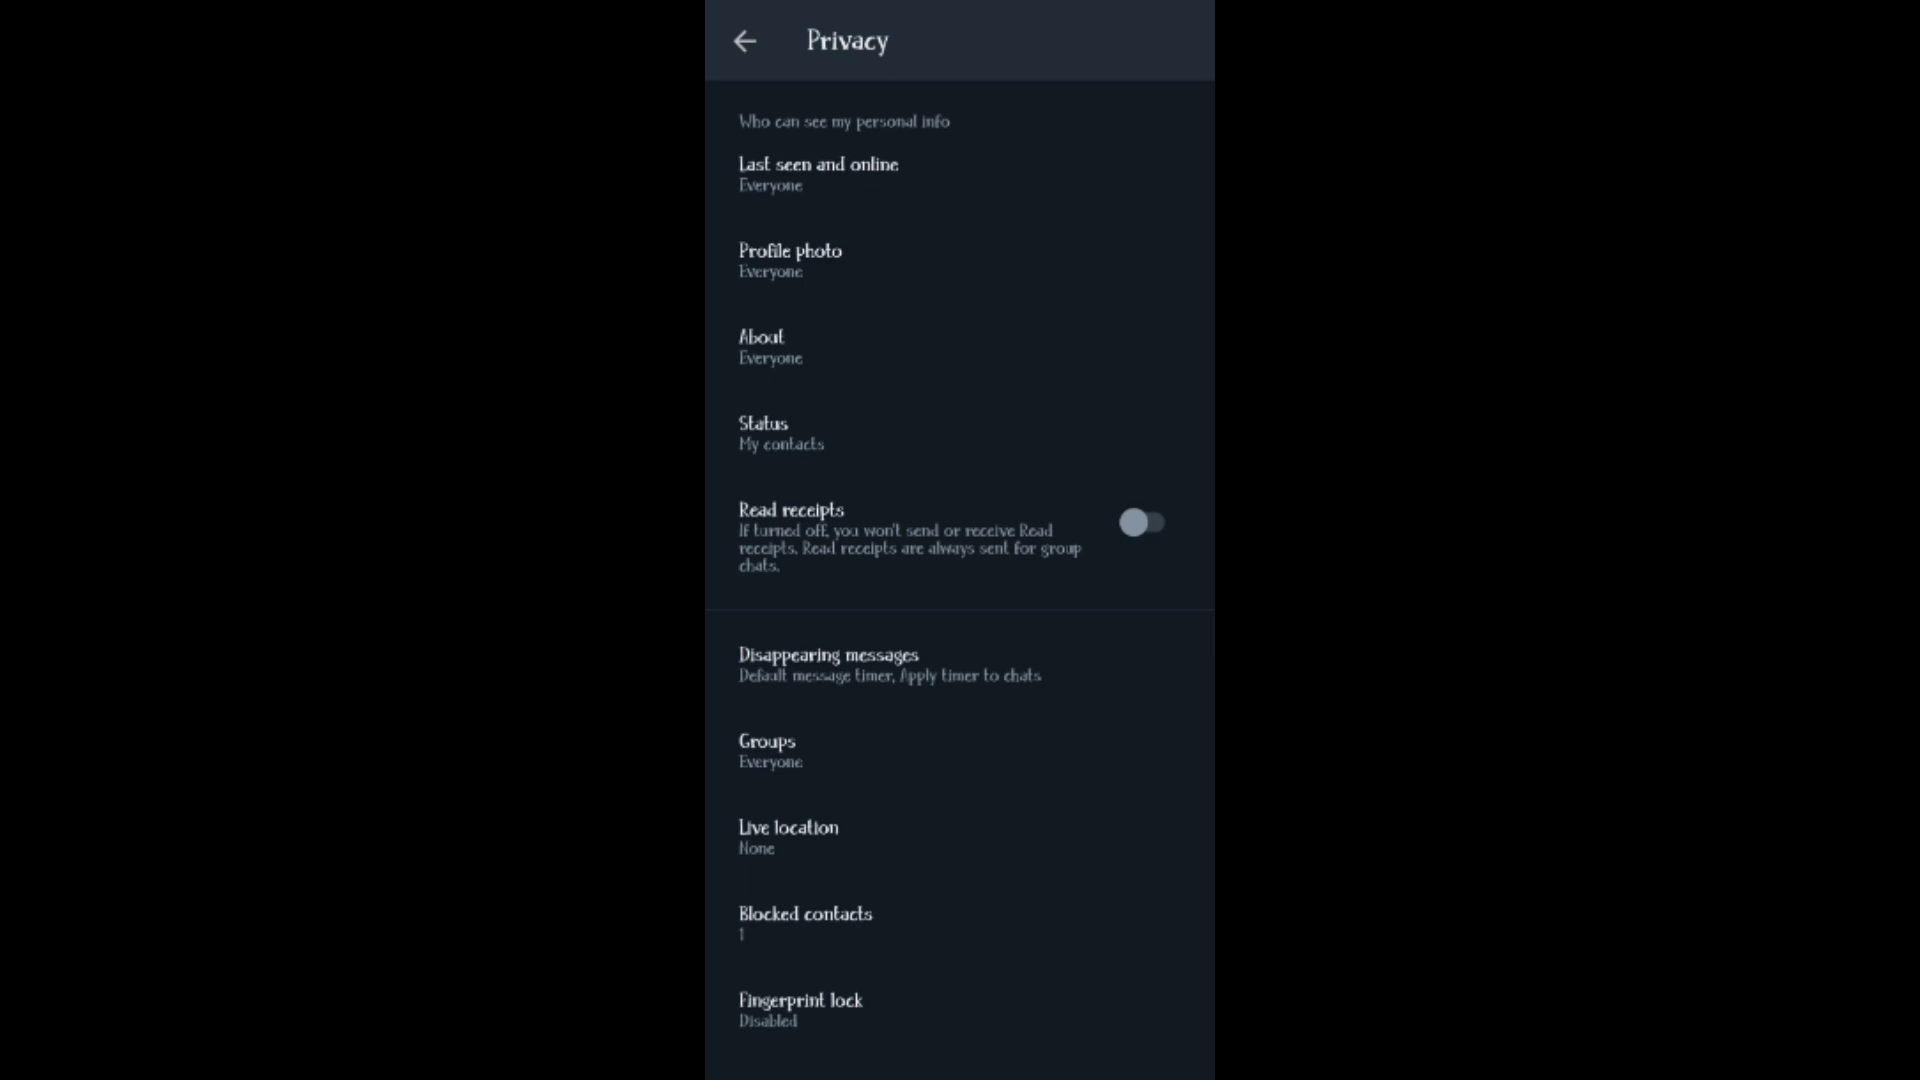 Privacy
Who can see my personal info
Last seen and online
Everyone
Profile photo
Everyone
About
Everyone
Status
My contacts
Read receipts
If turned off, you won't send or receive Read
receipts. Read receipts are always sent for group
chats.
Disappearing messages
Default message timer, Apply timer to chats
Groups
Everyone
Live location
None
Blocked contacts
1
Fingerprint lock
Disabled